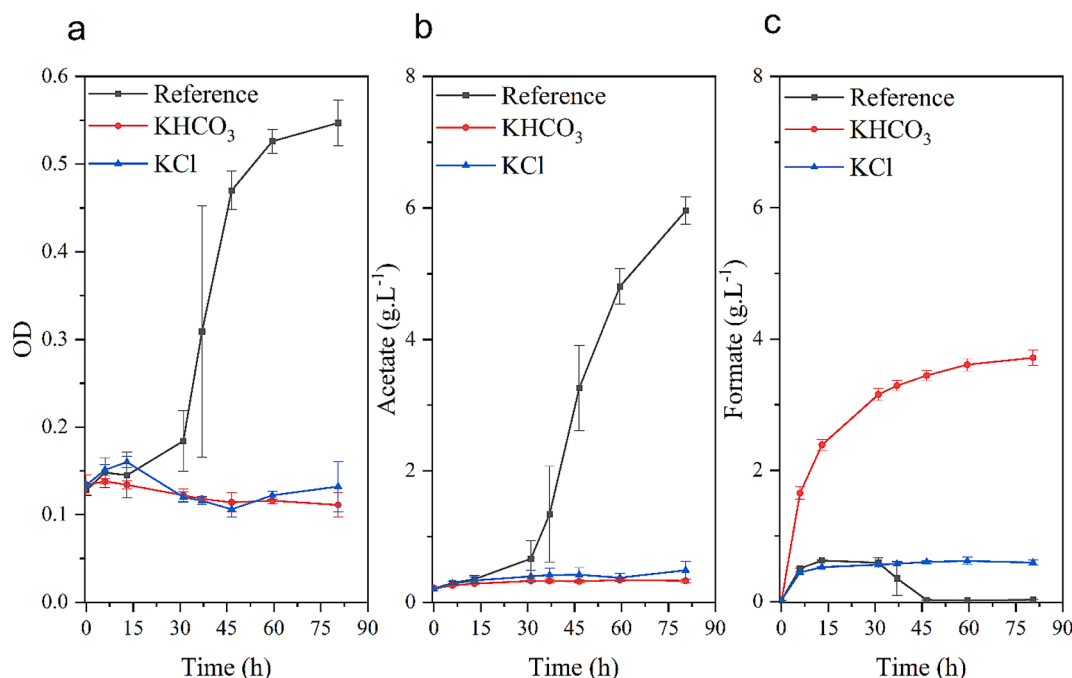 a
0.6
0.5
0.4
0.3
0.2
0.1
0.0
OD
Reference
KHCO₃
KCl
0 15 30 45 60 75 90
Time (h)
b
8
6
4
2
0
Acetate (g.L⁻¹)
Reference
KHCO₃
KCl
0 15 30 45 60 75 90
Time (h)
c
8
6
4
2
0
Formate (g.L⁻¹)
Reference
KHCO₃
KCl
0 15 30 45 60 75 90
Time (h)